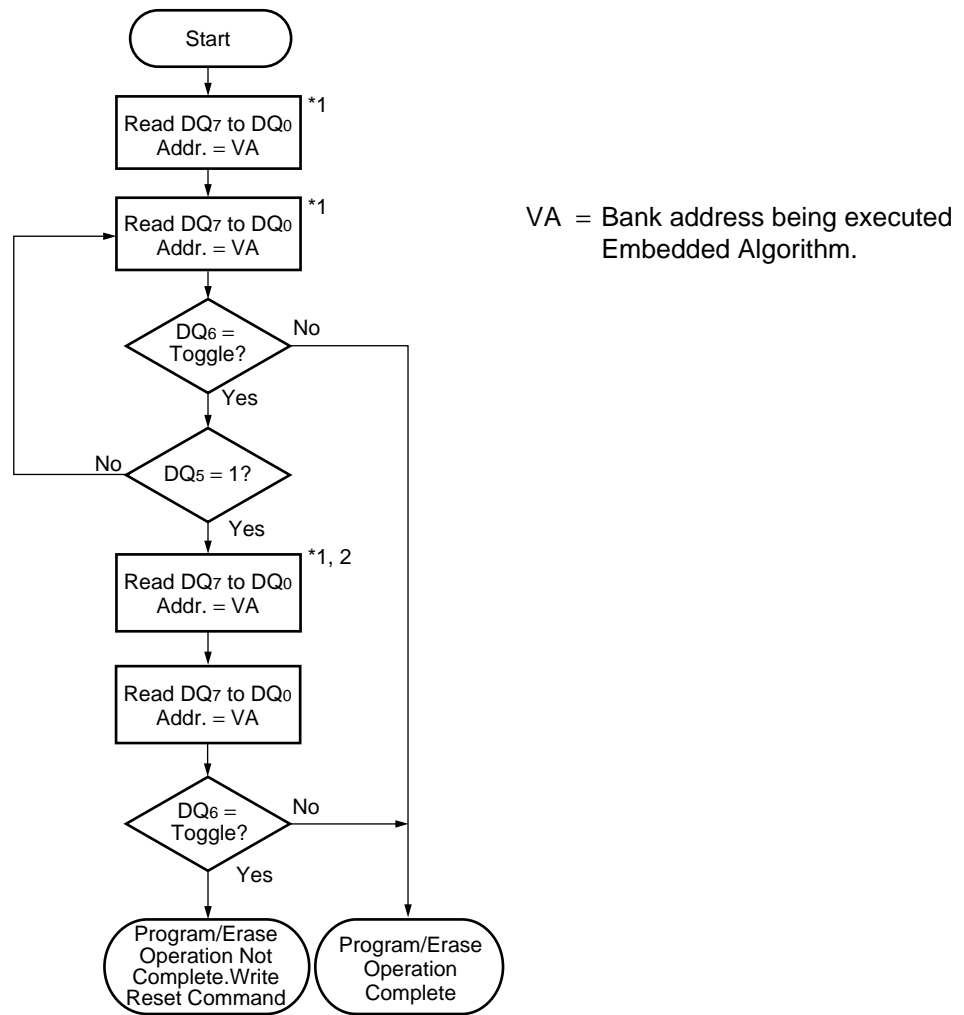 Start
*1
Read DQ7 to DQ0
Addr. = VA
*1
Read DQ7 to DQ0
Addr. = VA
VA = Bank address being executed
Embedded Algorithm.
DQ6 =
Toggle?
No
Yes
No
DQ5 = 1?
Yes
*1, 2
Read DQ7 to DQ0
Addr. = VA
Read DQ7 to DQ0
Addr. = VA
DQ6 =
Toggle?
No
Yes
Program/Erase
Operation Not
Complete.Write
Reset Command
Program/Erase
Operation
Complete